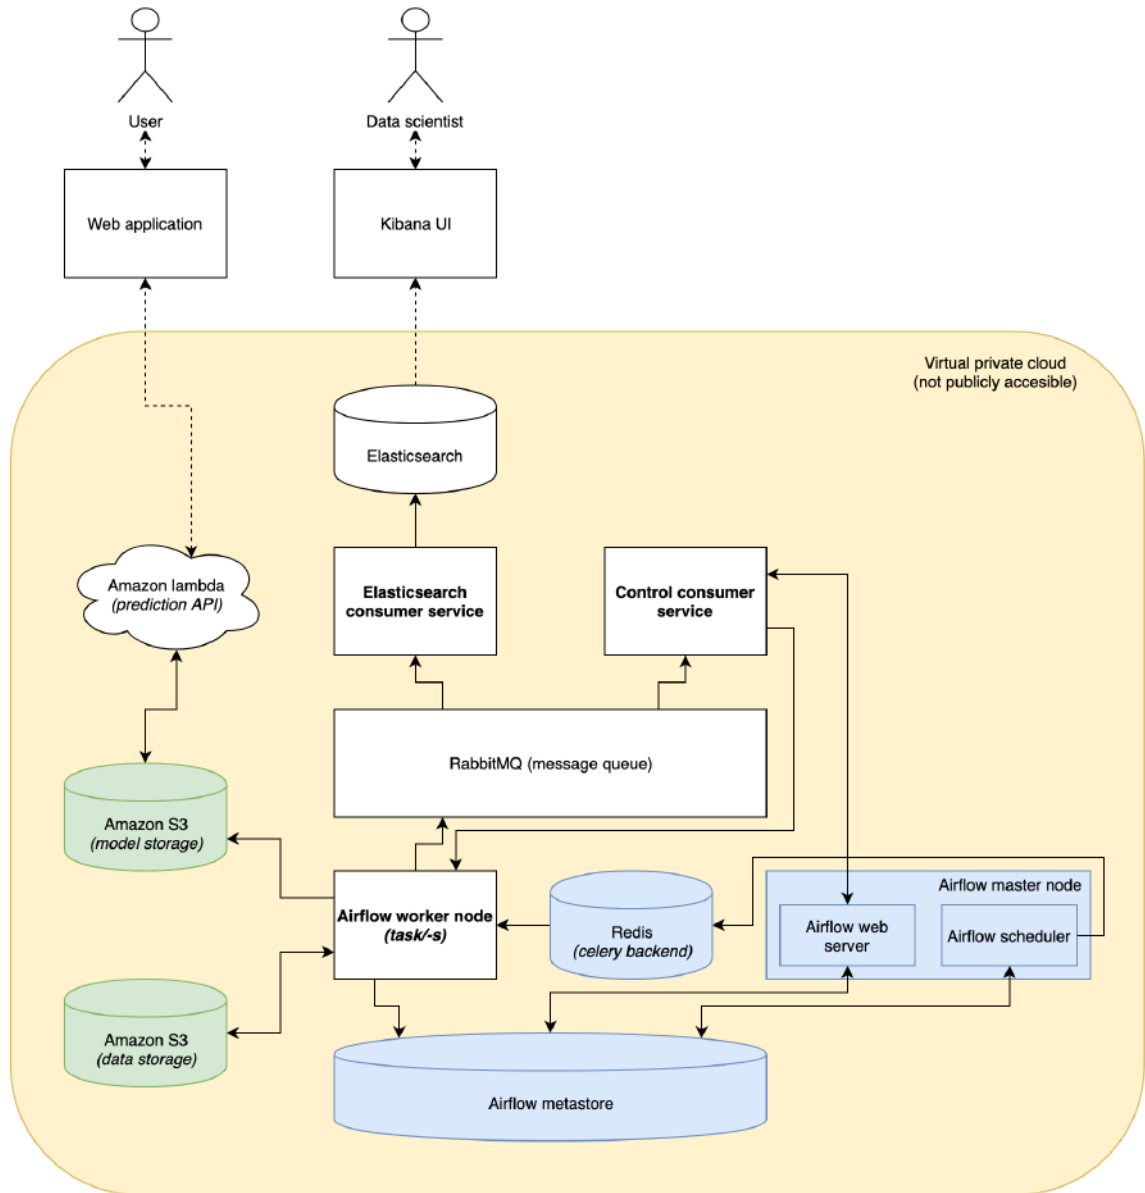 User
Data scientist
Web application
Kibana UI
Virtual private cloud
(not publicly accesible)
Elasticsearch
Amazon lambda
(prediction API)
Elasticsearch
consumer service
Control consumer
service
RabbitMQ (message queue)
Amazon S3
(model storage)
Airflow worker node
(task/-s)
Redis
(celery backend)
Airflow master node
Airflow web
server
Airflow scheduler
Amazon S3
(data storage)
Airflow metastore